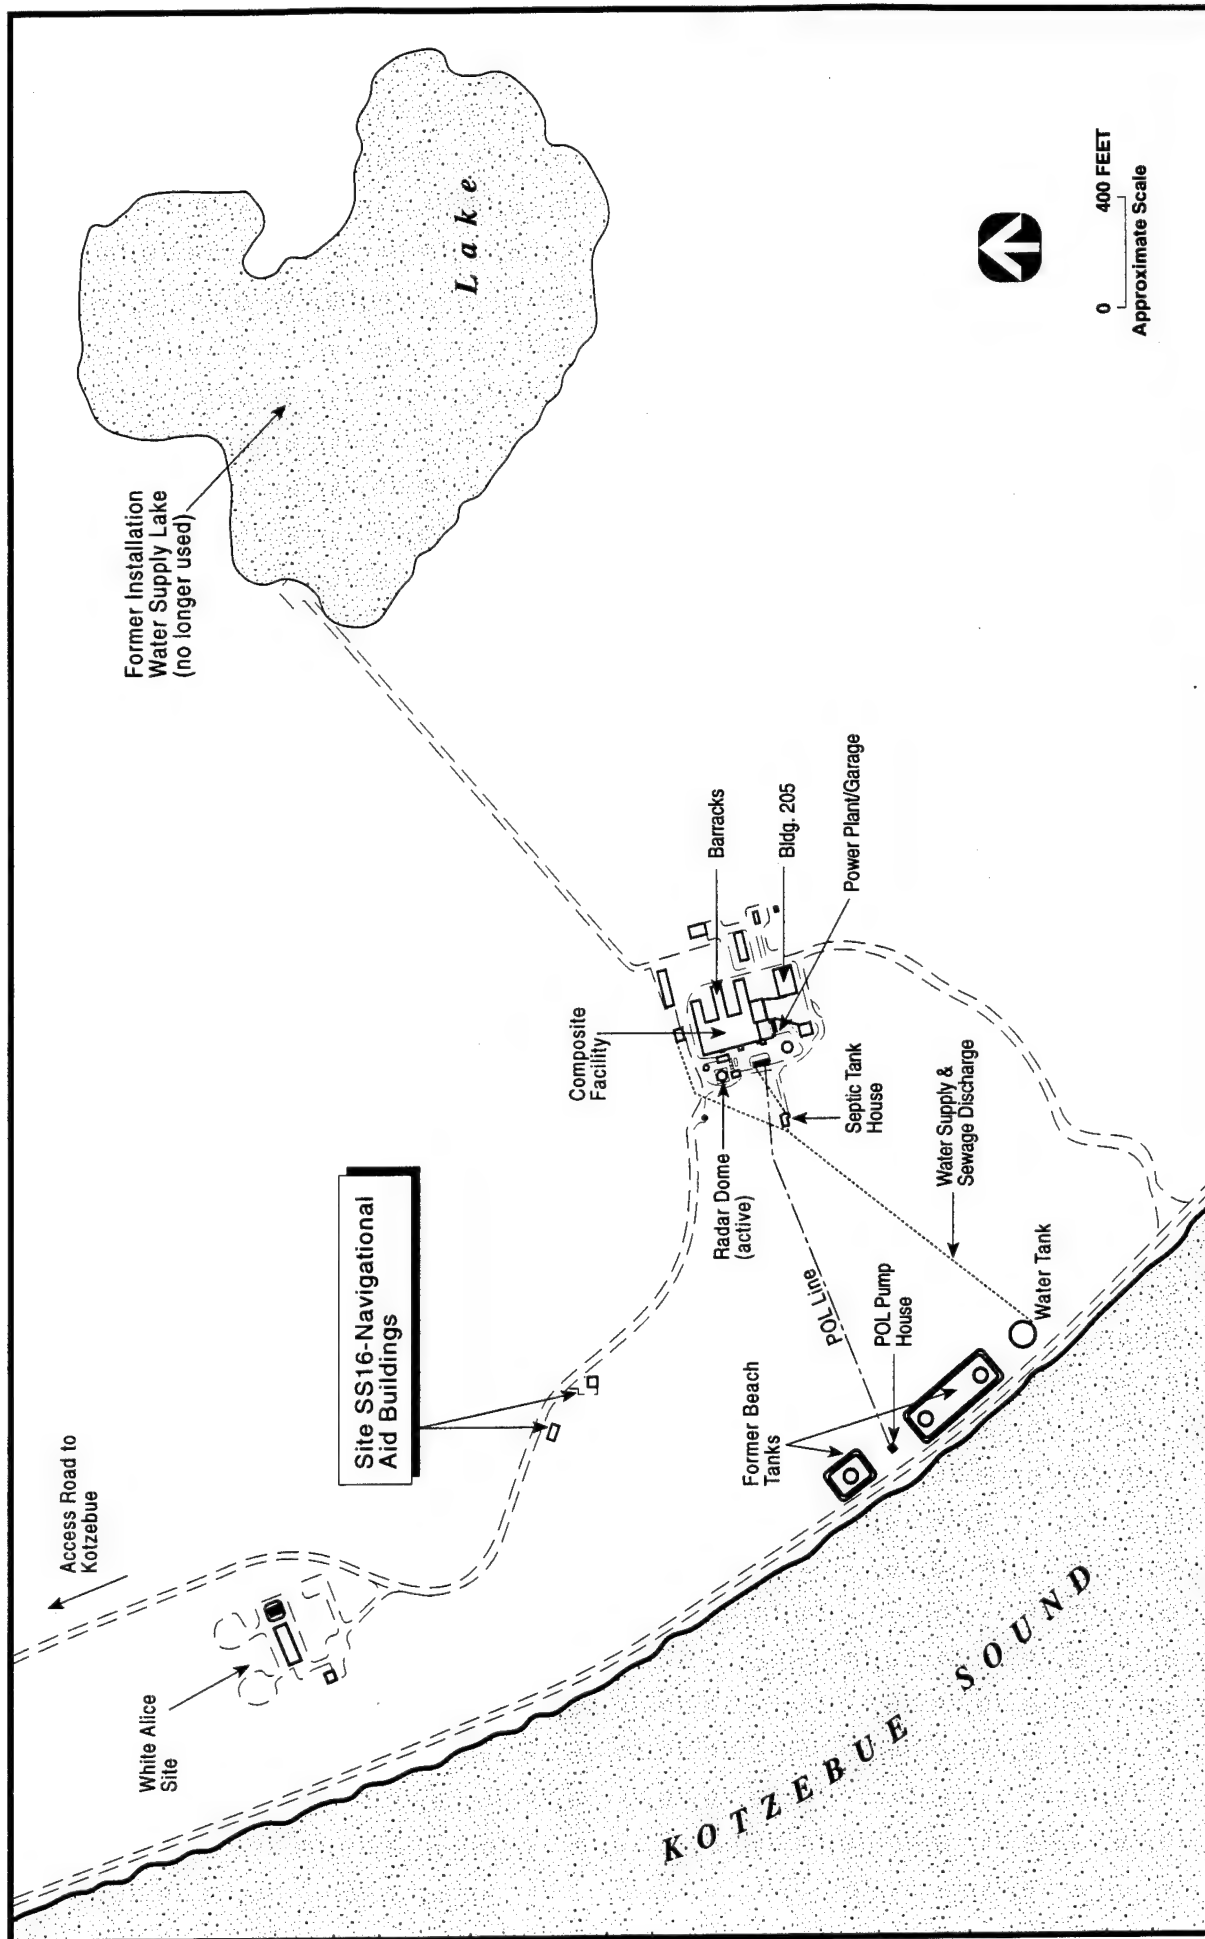 Access Road to
Kotzebue
White Alice
Site
Site SS16-Navigational
Aid Buildings
Former Installation
Water Supply Lake
(no longer used)
Lake
Composite
Facility
Barracks
Bldg. 205
Power Plant/Garage
Radar Dome
(active)
Septic Tank
House
Water Supply &
Sewage Discharge
POL Line
POL Pump
House
Former Beach
Tanks
Water Tank
KOTZEBUE SOUND
0 400 FEET
Approximate Scale